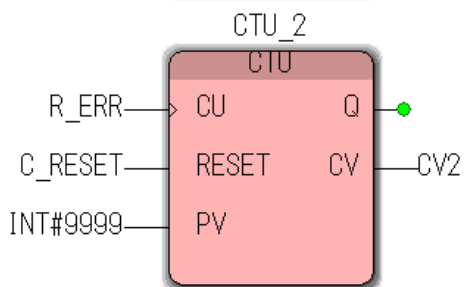 CTU_2
CTU
R_ERR CU Q
C_RESET RESET CV CV2
INT#9999 PV